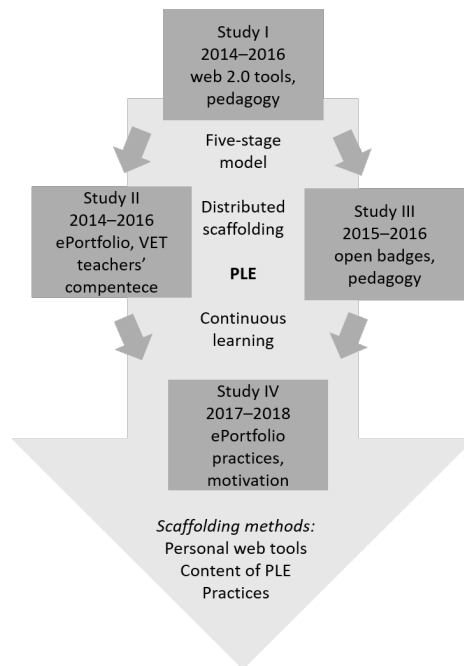 Study I
2014–2016
web 2.0 tools,
pedagogy
Five-stage
model
Study II
2014–2016
ePortfolio, VET
teachers’
compentece
Distributed
scaffolding
PLE
Study III
2015–2016
open badges,
pedagogy
Continuous
learning
Study IV
2017–2018
ePortfolio
practices,
motivation
Scaffolding methods:
Personal web tools
Content of PLE
Practices